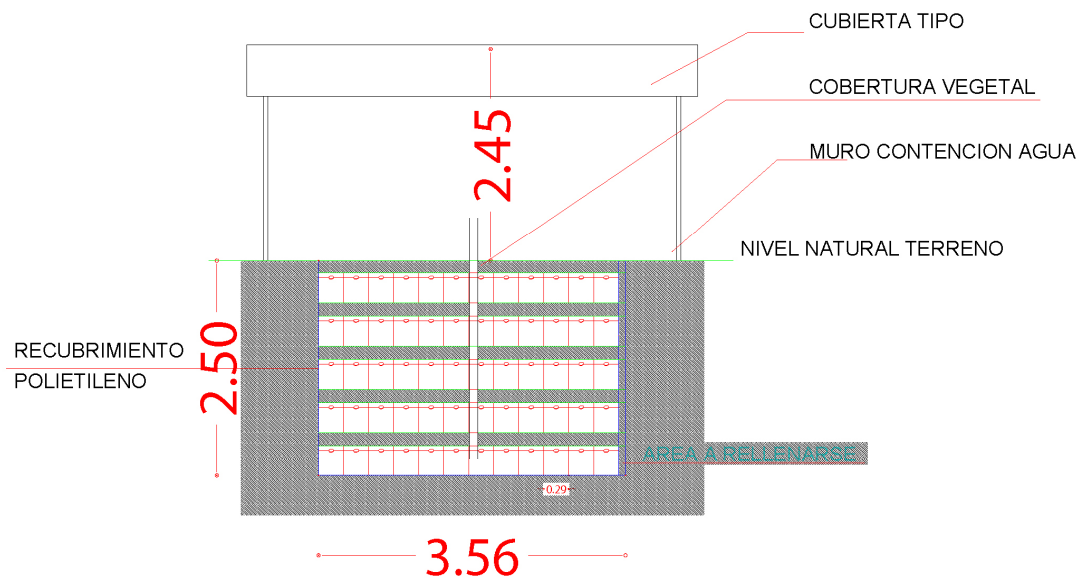 CUBIERTA TIPO
COBERTURA VEGETAL
2.45
MURO CONTENCION AGUA
NIVEL NATURAL TERRENO
RECUBRIMIENTO
POLIETILENO
2.50
AREA A RELLENARSE
0.29
3.56